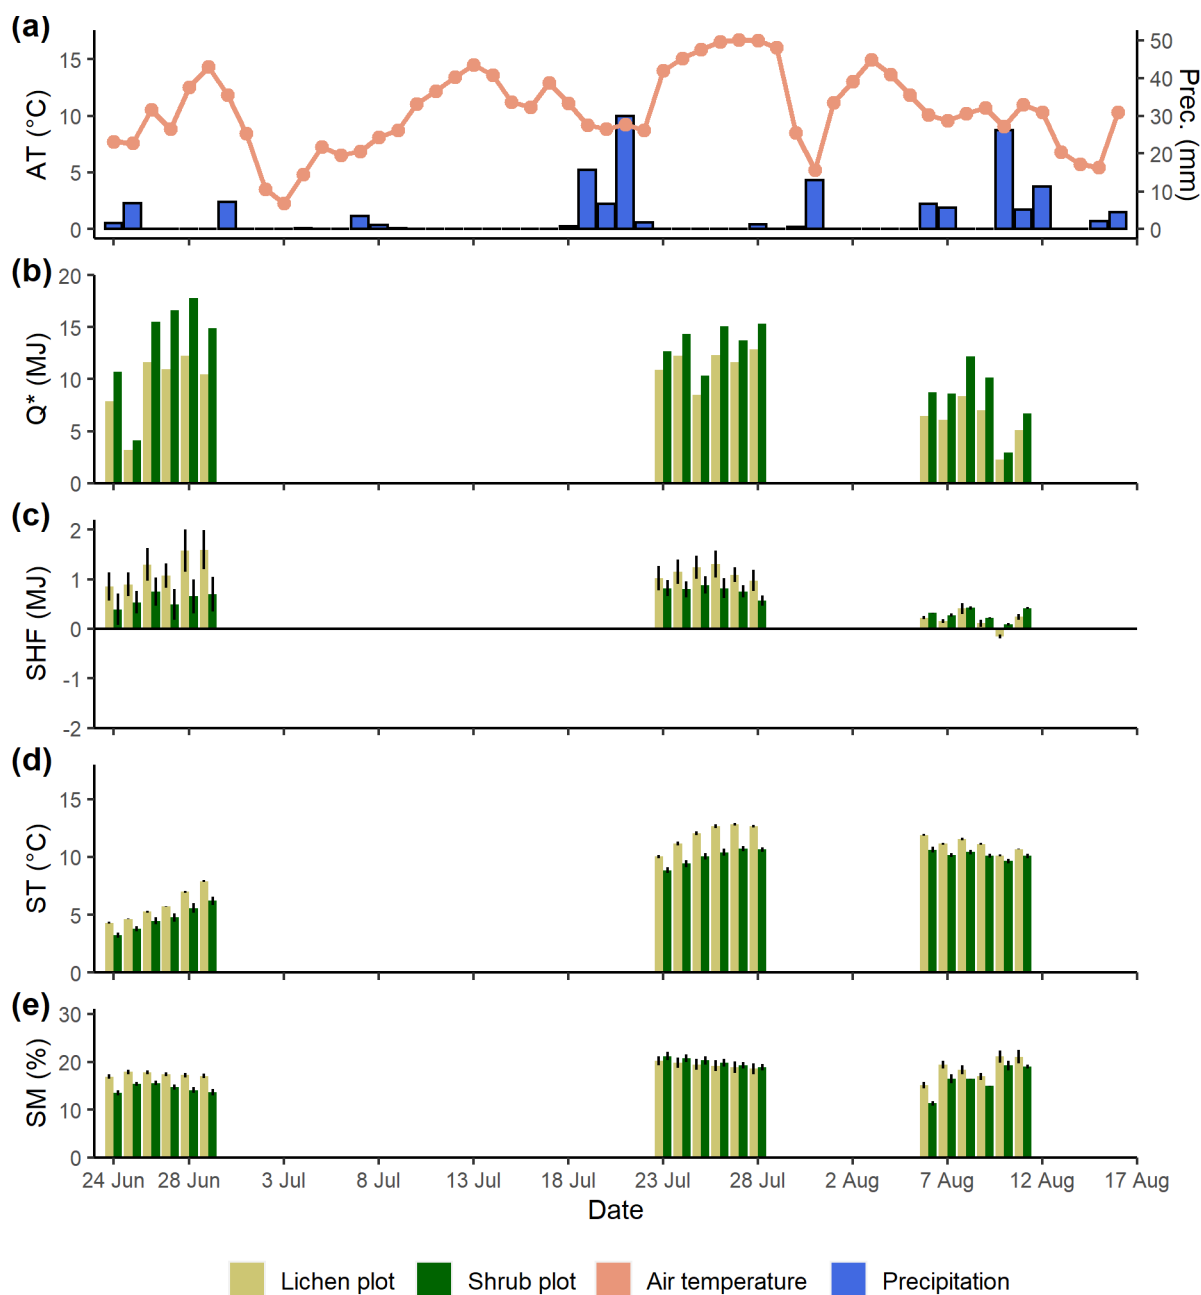 (a)
AT (°C)
15
10
5
0
50
40
30
20
10
0
Prec. (mm)
(b)
Q* (MJ)
20
15
10
5
0
(c)
SHF (MJ)
2
1
0
-1
-2
(d)
ST (°C)
15
10
5
0
(e)
SM (%)
30
20
10
0
24 Jun 28 Jun 3 Jul 8 Jul 13 Jul 18 Jul 23 Jul 28 Jul 2 Aug 7 Aug 12 Aug 17 Aug
Date
Lichen plot Shrub plot Air temperature Precipitation